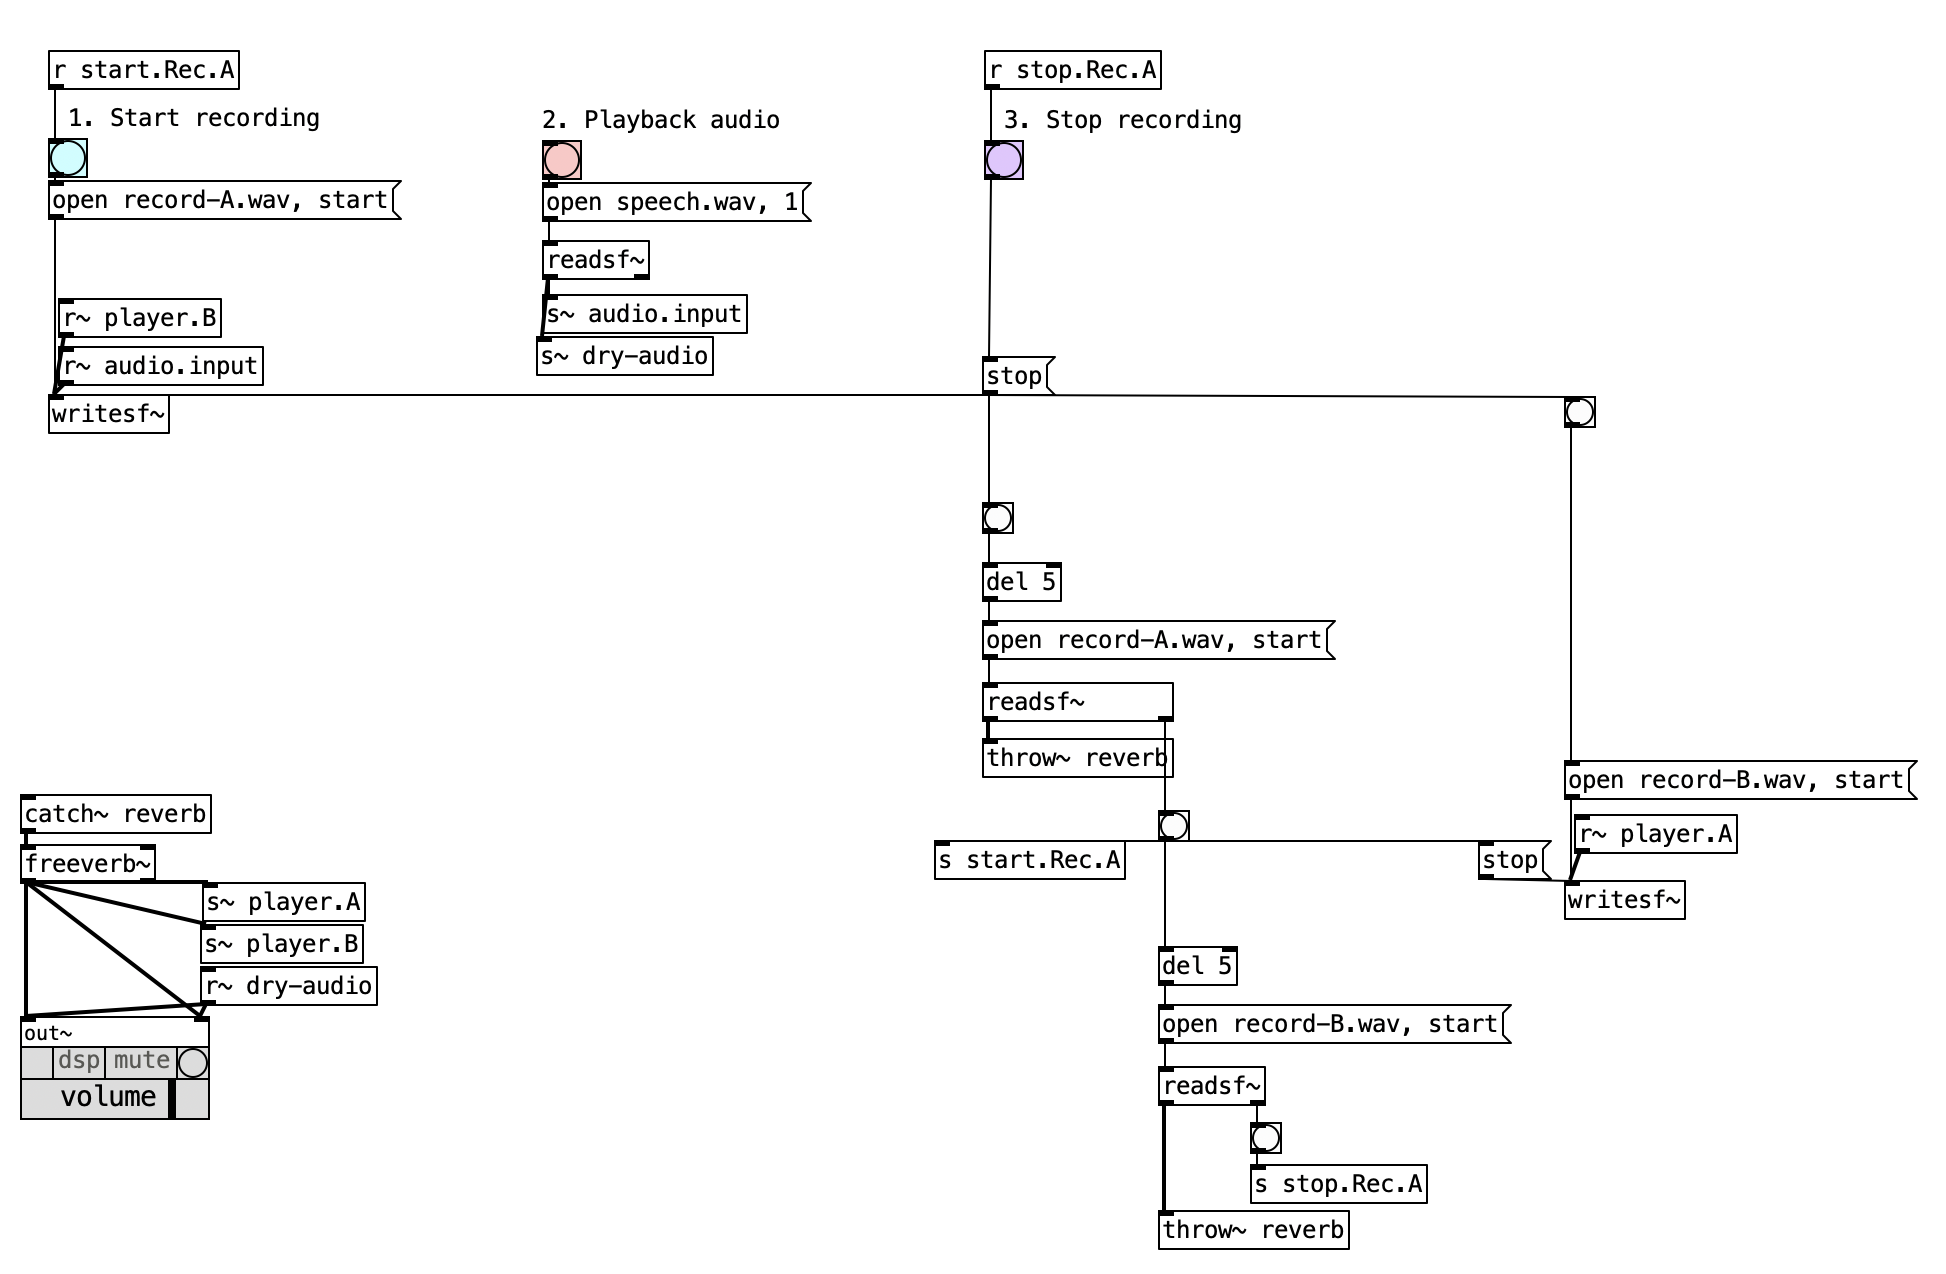 r start.Rec.A
1. Start recording
open record-A.wav, start
r~ player.B
r~ audio.input
writesf~
2. Playback audio
open speech.wav, 1
readsf~
s~ audio.input
s~ dry-audio
r stop.Rec.A
3. Stop recording
stop
del 5
open record-A.wav, start
readsf~
throw~ reverb
s start.Rec.A
stop
open record-B.wav, start
r~ player.A
writesf~
del 5
open record-B.wav, start
readsf~
s stop.Rec.A
throw~ reverb
catch~ reverb
freeverb~
s~ player.A
s~ player.B
r~ dry-audio
out~
dsp mute
volume